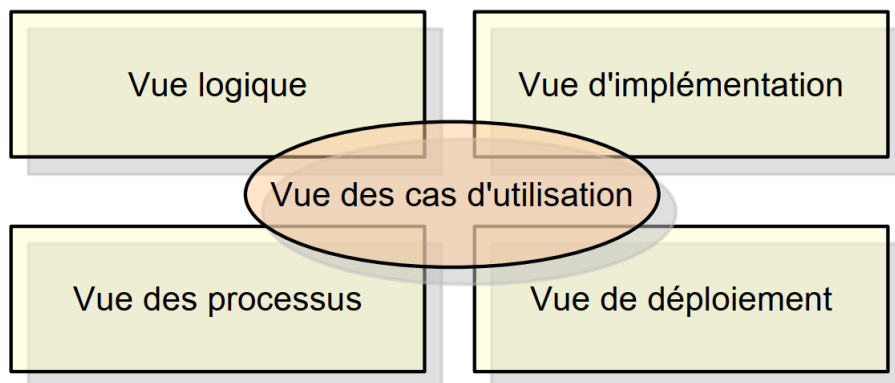 Vue logique
Vue d'implémentation
Vue des cas d'utilisation
Vue des processus
Vue de déploiement